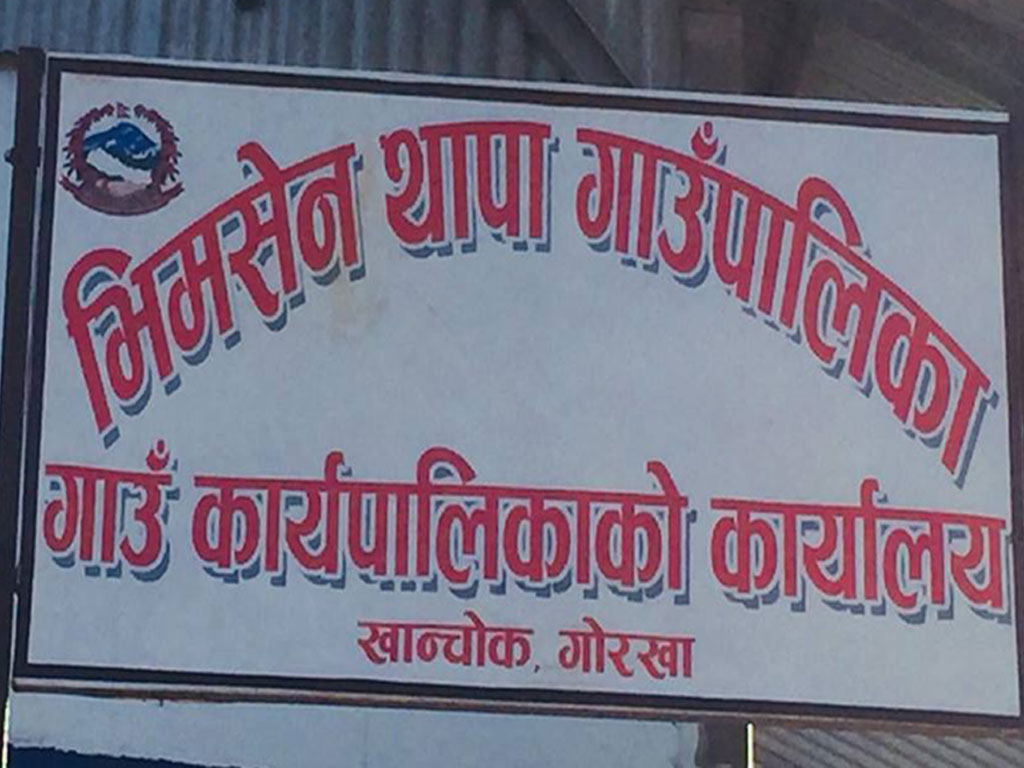 भिमसेन थापा गाउँपालिका
गाउँ कार्यपालिकाको कार्यालय
खान्चोक, गोरखा